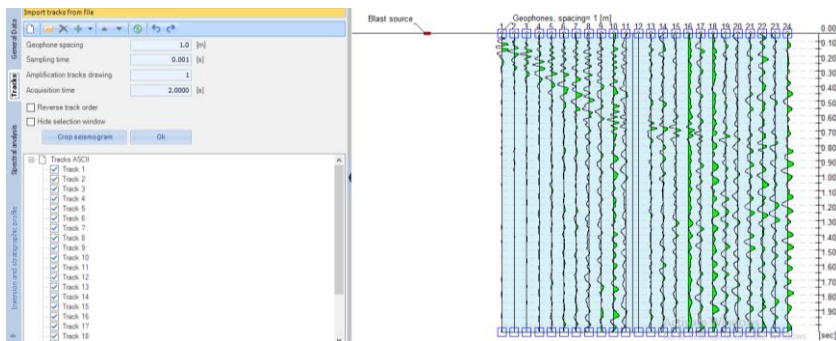 Import tracks from file
General Data
Tracks
Spectral analysis
Inversion and stratigraphic profile
Geophone spacing 1.0 [m]
Sampling time 0.001 [s]
Amplification tracks drawing 1
Acquisition time 2.0000 [s]
Reverse track order
Hide selection window
Crop seismogram Ok
Tracks ASCII
Track 1
Track 2
Track 3
Track 4
Track 5
Track 6
Track 7
Track 8
Track 9
Track 10
Track 11
Track 12
Track 13
Track 14
Track 15
Track 16
Track 17
Track 18
Blast source
Geophones, spacing= 1 [m]
1 2 3 4 5 6 7 8 9 10 11 12 13 14 15 16 17 18 19 20 21 22 23 24
0.00
0.10
0.20
0.30
0.40
0.50
0.60
0.70
0.80
0.90
1.00
1.10
1.20
1.30
1.40
1.50
1.60
1.70
1.80
1.90
[sec]